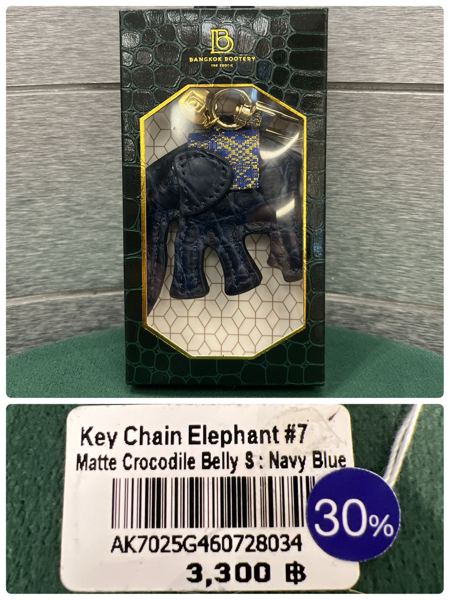 B
BANGKOK BOOTERY
Key Chain Elephant #7
Matte Crocodile Belly S : Navy Blue
30%
AK7025G460728034
3,300 ฿